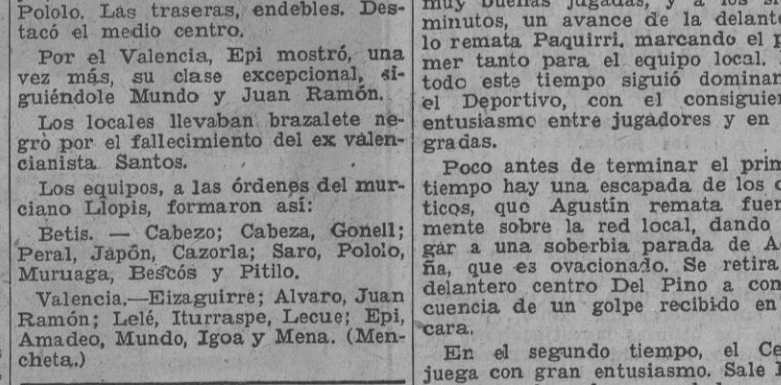 Pololo. Las traseras, endebles. Des-
tacó el medio centro.
Por el Valencia, Epi mostró, una
vez más, su clase excepcional, si-
guiéndole Mundo y Juan Ramón.
Los locales llevaban brazalete ne-
gro por el fallecimiento del ex valen-
cianista Santos.
Los equipos, a las órdenes del mur-
ciano Llopis, formaron así:
Betis. — Cabezo; Cabeza, Gonell;
Peral, Japón, Cazorla; Saro, Pololo,
Muruaga, Bescós y Pitilo.
Valencia.—Eizaguirre; Alvaro, Juan
Ramón; Lelé, Iturraspe, Lecue; Epi,
Amadeo, Mundo, Igoa y Mena. (Men-
cheta.)
muy buenas jugadas, y a los
minutos, un avance de la delant
lo remata Paquirri, marcando el p
mer tanto para el equipo local.
todo este tiempo siguió dominan
el Deportivo, con el consiguien
entusiasmo entre jugadores y en
gradas.
Poco antes de terminar el prim
tiempo hay una escapada de los
ticos, que Agustín remata fuer
mente sobre la red local, dando
gar a una soberbia parada de A
ña, que es ovacionado. Se retira
delantero centro Del Pino a con
cuencia de un golpe recibido en
cara.
En el segundo tiempo, el Ce
juega con gran entusiasmo. Sale